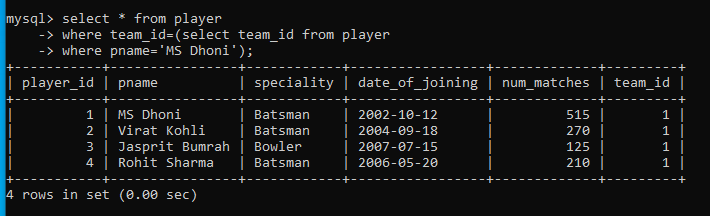 mysql> select * from player
    -> where team_id=(select team_id from player
    -> where pname='MS Dhoni');
+-----------+----------------+------------+-----------------+-------------+---------+
| player_id | pname          | speciality | date_of_joining | num_matches | team_id |
+-----------+----------------+------------+-----------------+-------------+---------+
|         1 | MS Dhoni       | Batsman    | 2002-10-12      |         515 |       1 |
|         2 | Virat Kohli    | Batsman    | 2004-09-18      |         270 |       1 |
|         3 | Jasprit Bumrah | Bowler     | 2007-07-15      |         125 |       1 |
|         4 | Rohit Sharma   | Batsman    | 2006-05-20      |         210 |       1 |
+-----------+----------------+------------+-----------------+-------------+---------+
4 rows in set (0.00 sec)